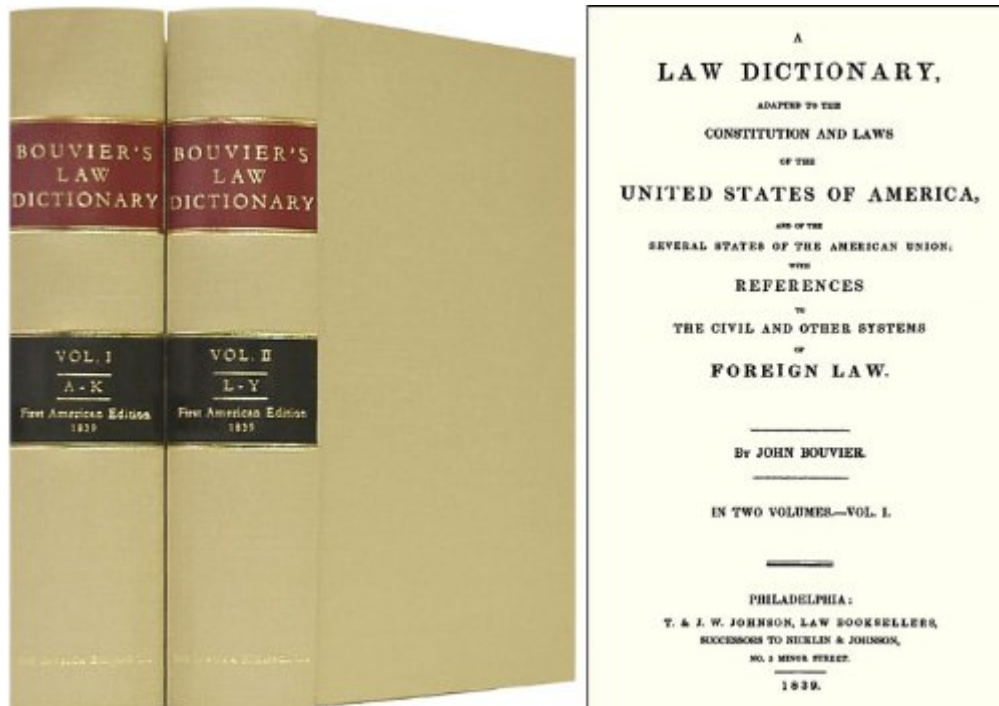 BOUVIER'S
LAW
DICTIONARY
VOL. I
A - K
First American Edition
1839
BOUVIER'S
LAW
DICTIONARY
VOL. II
L - Y
First American Edition
1839
A
LAW DICTIONARY,
ADAPTED TO THE
CONSTITUTION AND LAWS
OF THE
UNITED STATES OF AMERICA,
AND OF THE
SEVERAL STATES OF THE AMERICAN UNION;
WITH
REFERENCES
TO
THE CIVIL AND OTHER SYSTEMS
OF
FOREIGN LAW.
BY JOHN BOUVIER.
IN TWO VOLUMES.—VOL. I.
PHILADELPHIA:
T. & J. W. JOHNSON, LAW BOOKSELLERS,
SUCCESSORS TO NICKLIN & JOHNSON,
NO. 5 MINOR STREET.
1839.